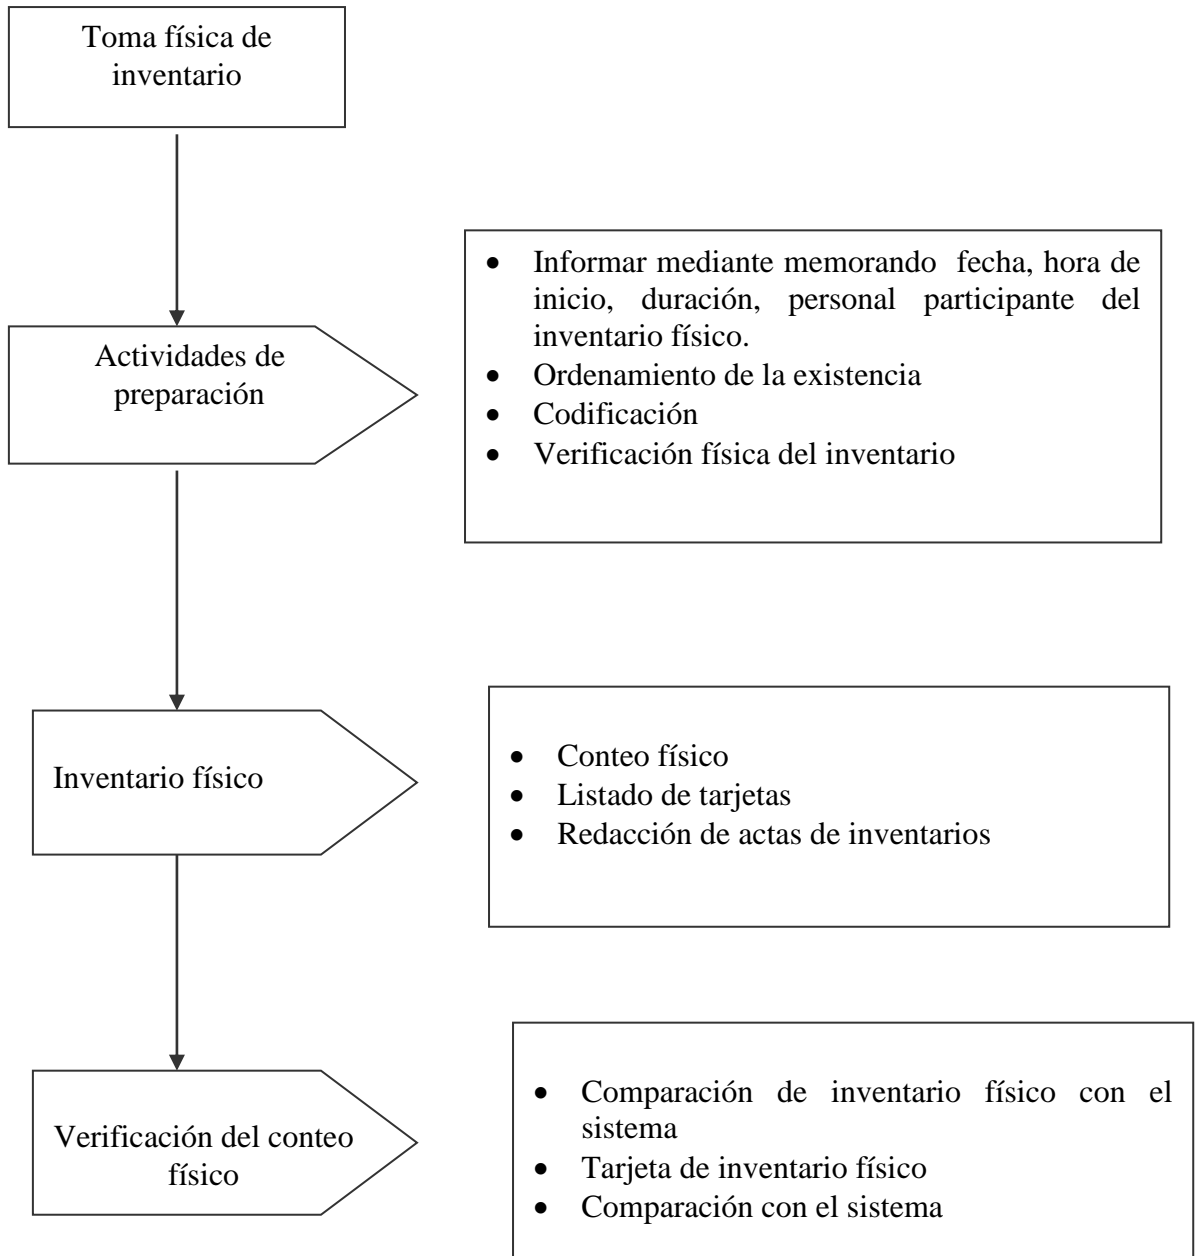 Toma física de
inventario
Actividades de
preparación
• Informar mediante memorando fecha, hora de
inicio, duración, personal participante del
inventario físico.
• Ordenamiento de la existencia
• Codificación
• Verificación física del inventario
Inventario físico
• Conteo físico
• Listado de tarjetas
• Redacción de actas de inventarios
Verificación del conteo
físico
• Comparación de inventario físico con el
sistema
• Tarjeta de inventario físico
• Comparación con el sistema